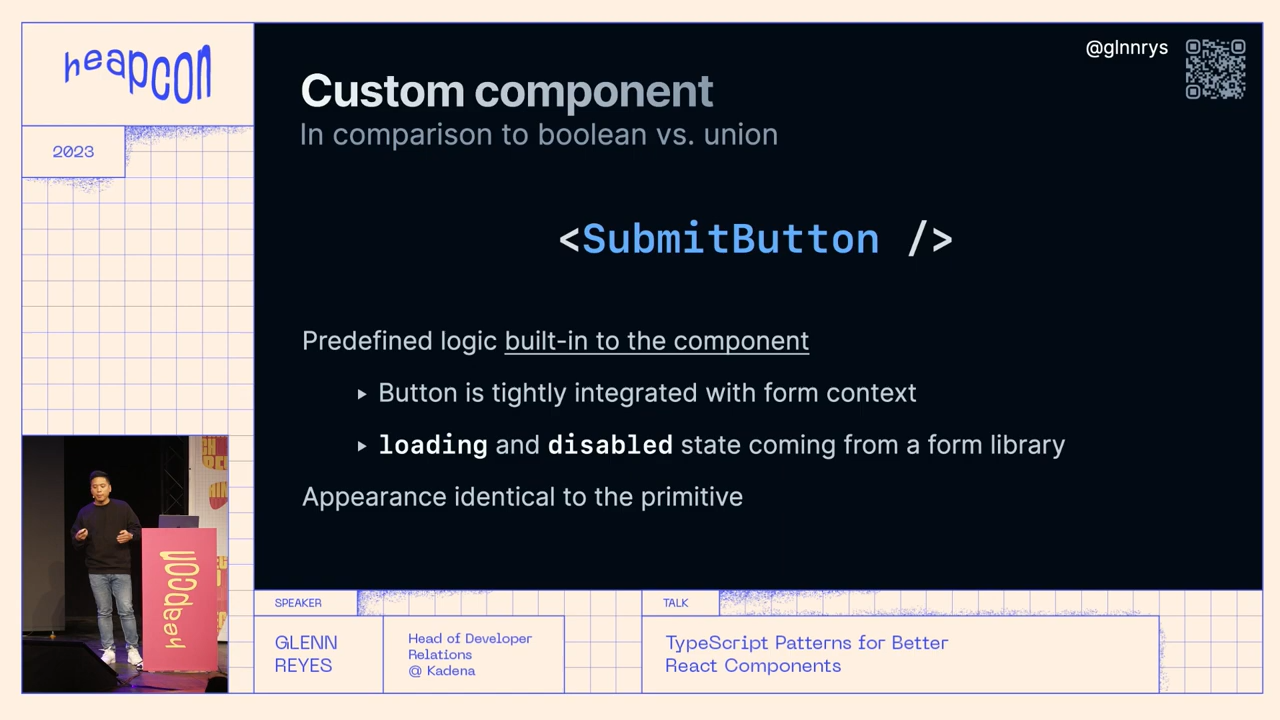 heapcon
2023
@glnnrys
Custom component
In comparison to boolean vs. union
<SubmitButton />
Predefined logic built-in to the component
▸ Button is tightly integrated with form context
▸ loading and disabled state coming from a form library
Appearance identical to the primitive
heapcon
SPEAKER
GLENN
REYES
Head of Developer
Relations
@ Kadena
TALK
TypeScript Patterns for Better
React Components